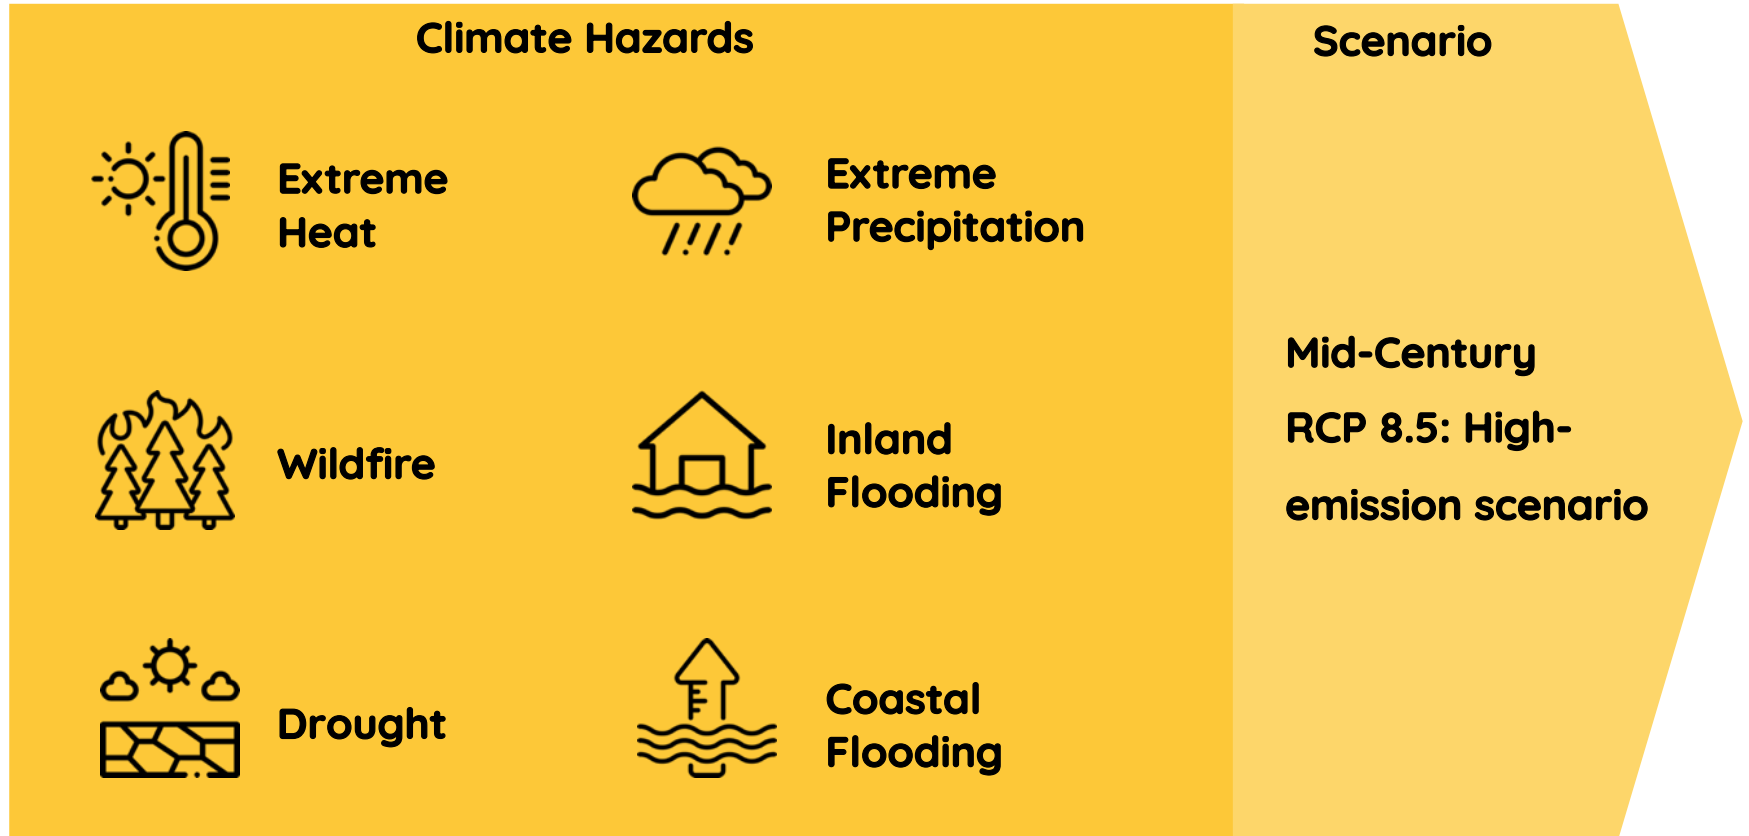 Climate Hazards
Scenario
Extreme
Heat
Extreme
Precipitation
Wildfire
Inland
Flooding
Drought
Coastal
Flooding
Mid-Century
RCP 8.5: High-
emission scenario